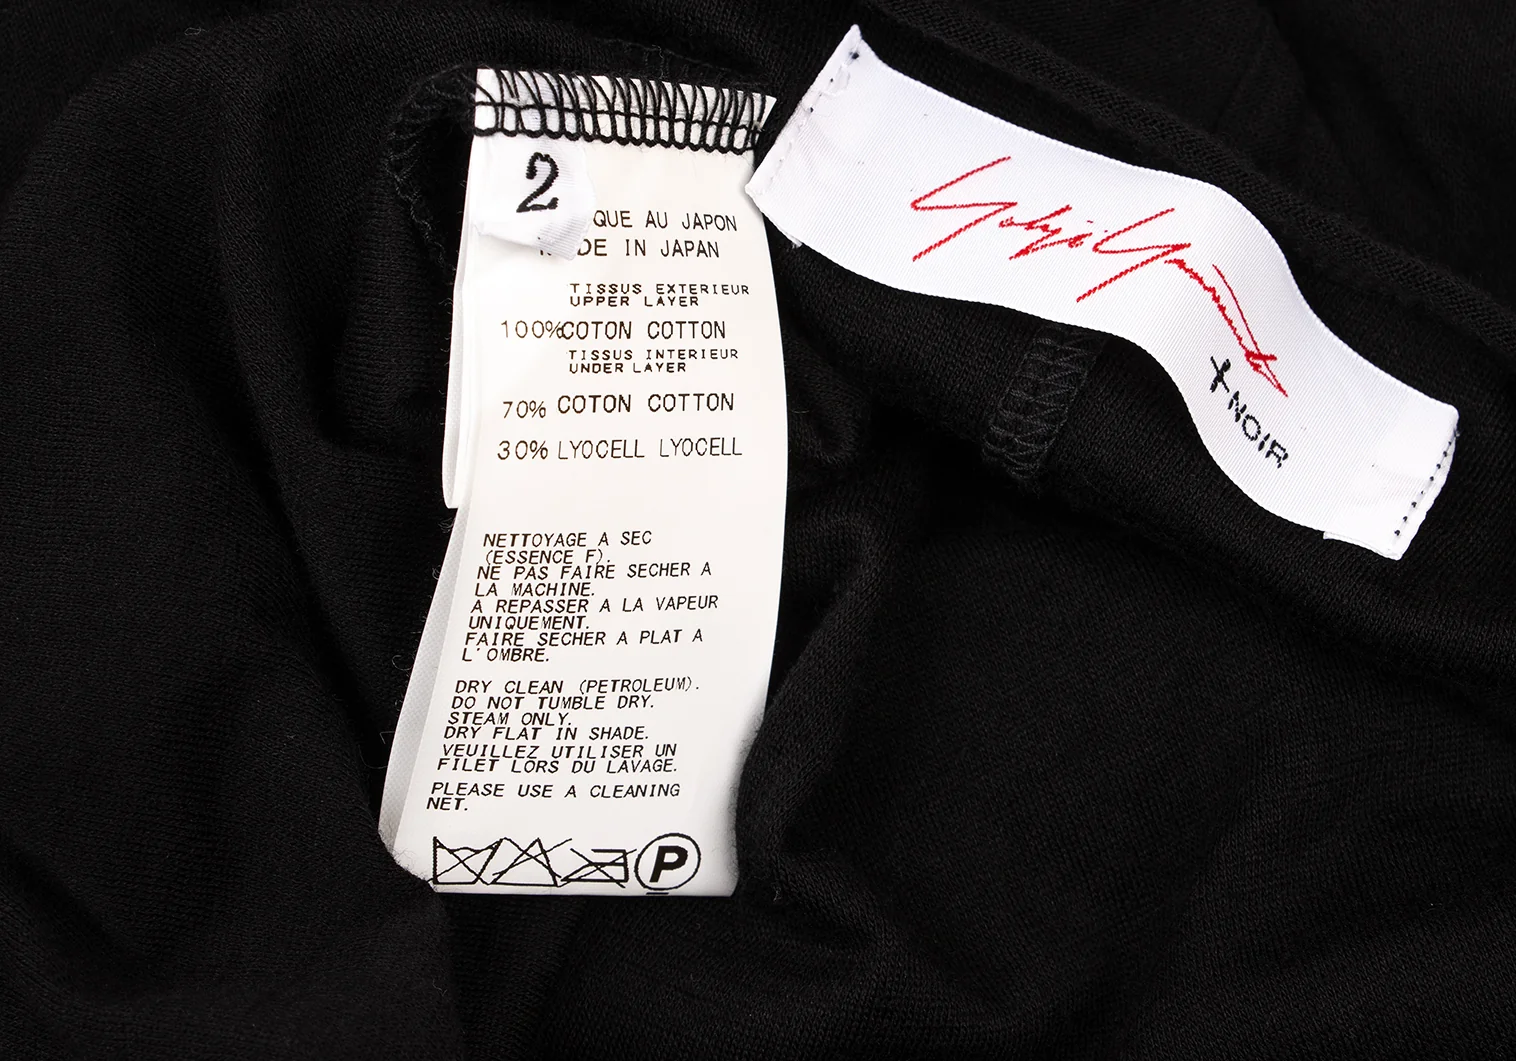 2
QUE AU JAPON
DE IN JAPAN
TISSUS EXTERIEUR
UPPER LAYER
100% COTON COTTON
TISSUS INTERIEUR
UNDER LAYER
70% COTON COTTON
30% LYOCELL LYOCELL
NETTOYAGE A SEC
(ESSENCE F).
NE PAS FAIRE SECHER A
LA MACHINE.
A REPASSER A LA VAPEUR
UNIQUEMENT.
FAIRE SECHER A PLAT A
L'OMBRE.
DRY CLEAN (PETROLEUM).
DO NOT TUMBLE DRY.
STEAM ONLY.
DRY FLAT IN SHADE.
VEUILLEZ UTILISER UN
FILET LORS DU LAVAGE.
PLEASE USE A CLEANING
NET.
P
Yohji Yamamoto
+NOIR